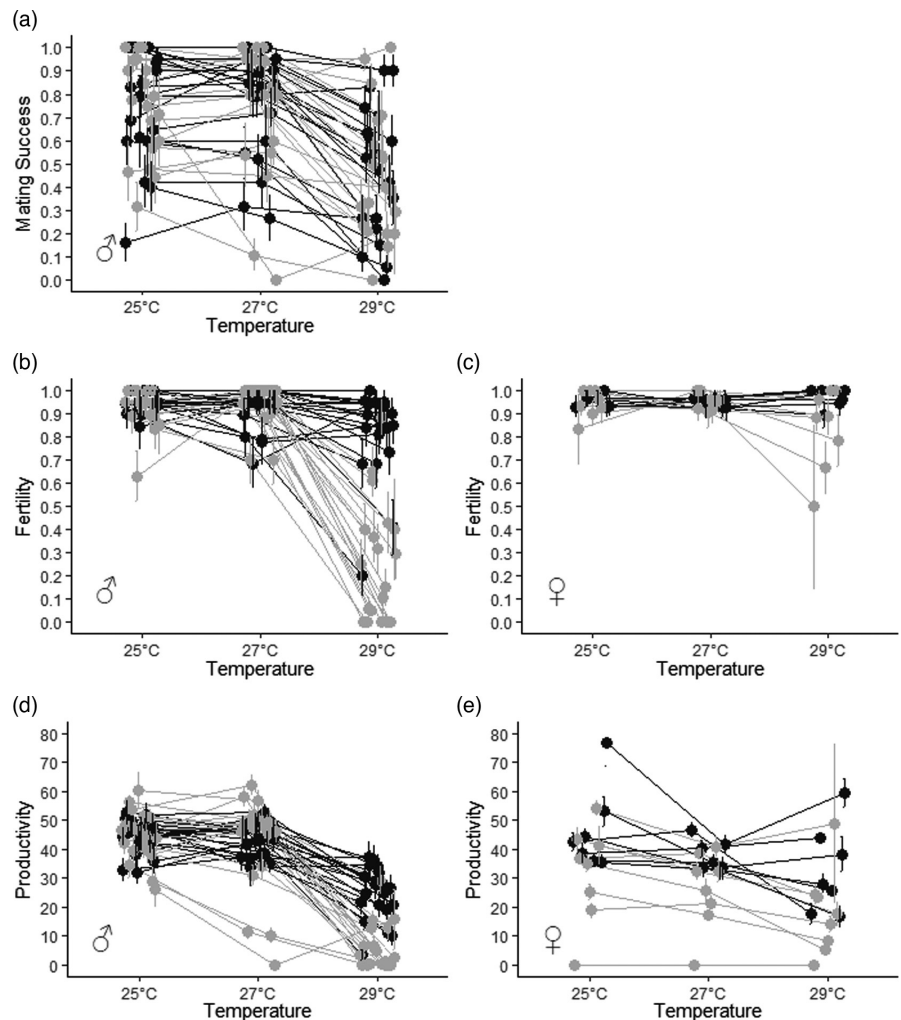 (a)
Mating Success
1.0
0.9
0.8
0.7
0.6
0.5
0.4
0.3
0.2
0.1
0.0
♂
25°C 27°C 29°C
Temperature
(b)
Fertility
1.0
0.9
0.8
0.7
0.6
0.5
0.4
0.3
0.2
0.1
0.0
♂
25°C 27°C 29°C
Temperature
(c)
Fertility
1.0
0.9
0.8
0.7
0.6
0.5
0.4
0.3
0.2
0.1
0.0
♀
25°C 27°C 29°C
Temperature
(d)
Productivity
80
70
60
50
40
30
20
10
0
♂
25°C 27°C 29°C
Temperature
(e)
Productivity
80
70
60
50
40
30
20
10
0
♀
25°C 27°C 29°C
Temperature